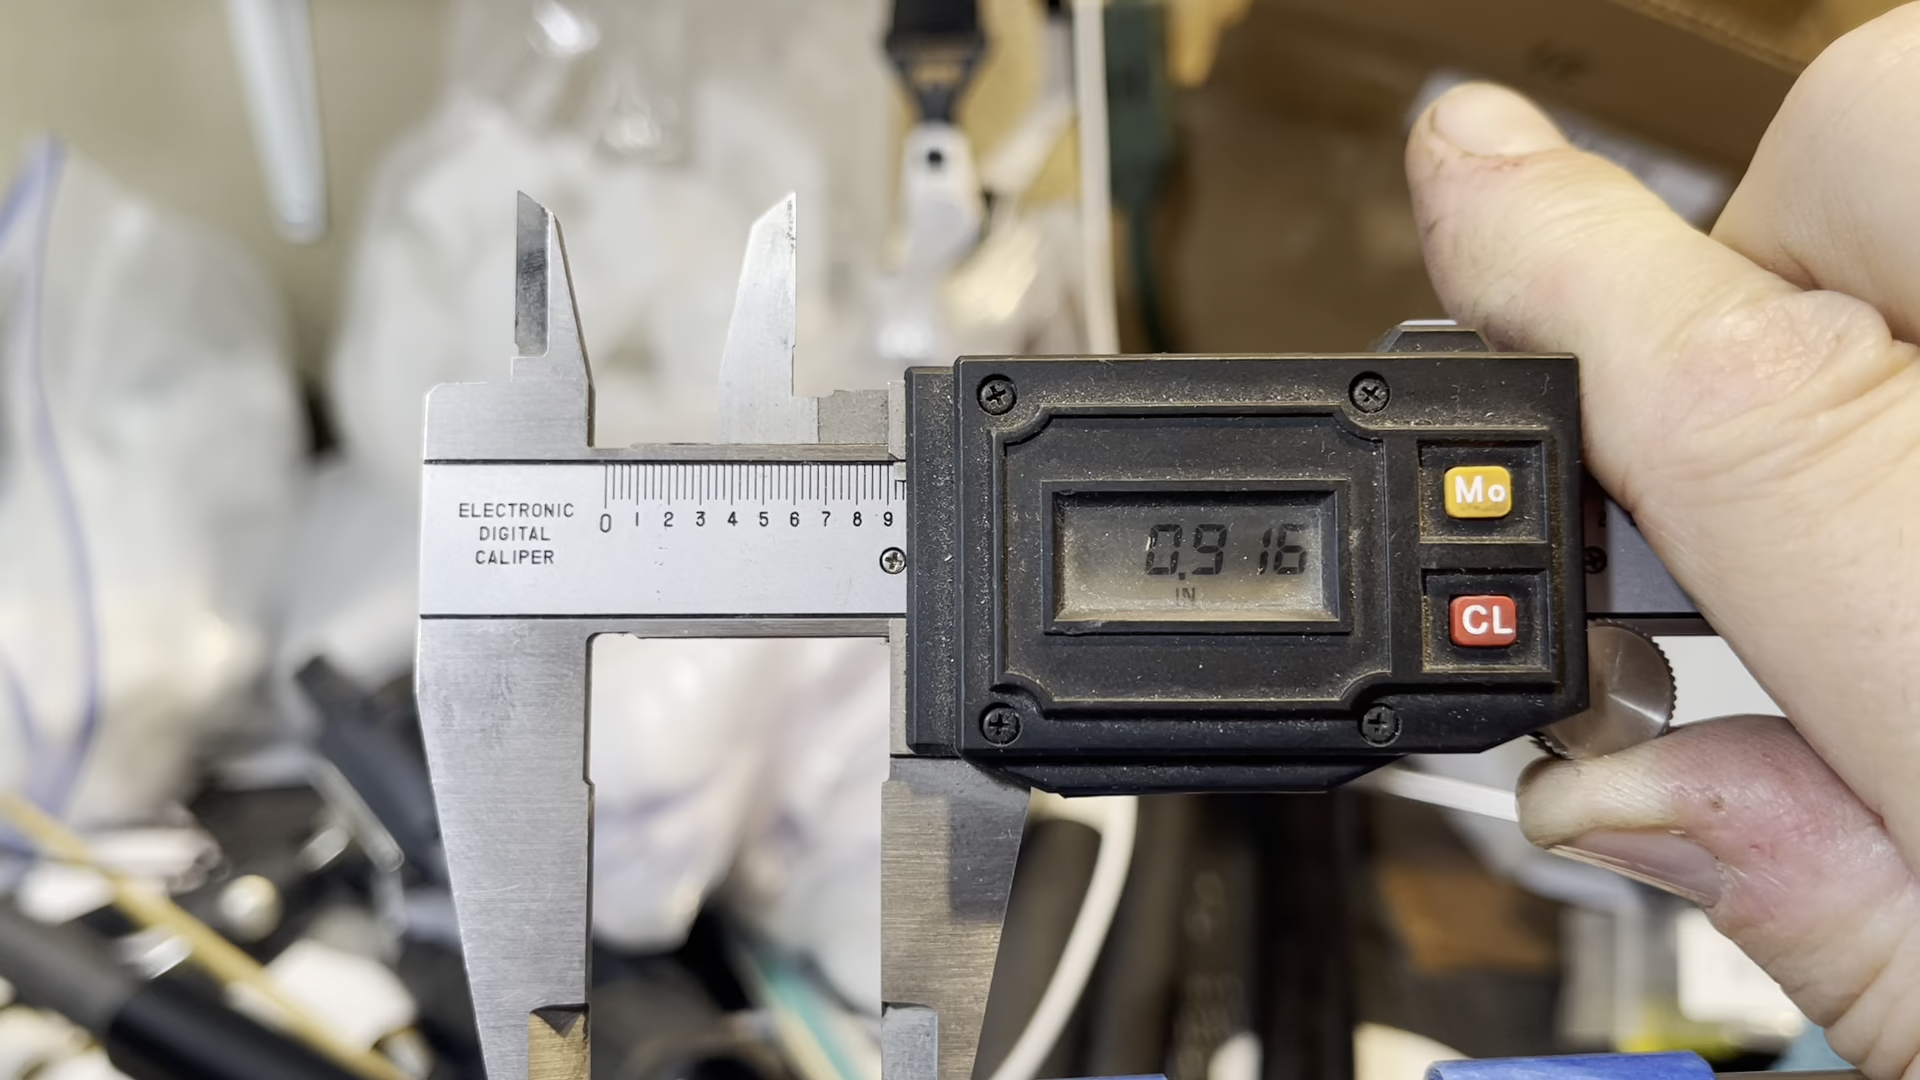 ELECTRONIC
DIGITAL
CALIPER
0 1 2 3 4 5 6 7 8 9
0.916
IN
Mo
CL